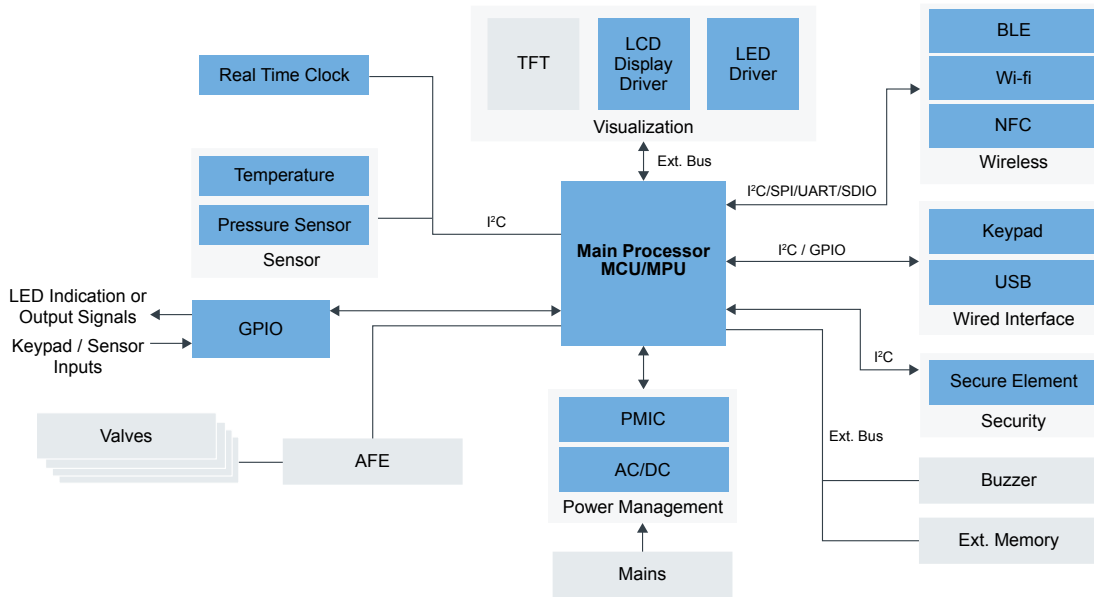 TFT
LCD
Display
Driver
LED
Driver
Visualization
Ext. Bus
Real Time Clock
Temperature
Pressure Sensor
Sensor
I²C
LED Indication or
Output Signals
Keypad / Sensor
Inputs
GPIO
Valves
AFE
Main Processor
MCU/MPU
PMIC
AC/DC
Power Management
Mains
BLE
Wi-fi
NFC
Wireless
I²C/SPI/UART/SDIO
Keypad
USB
Wired Interface
I²C / GPIO
Secure Element
Security
I²C
Ext. Bus
Buzzer
Ext. Memory